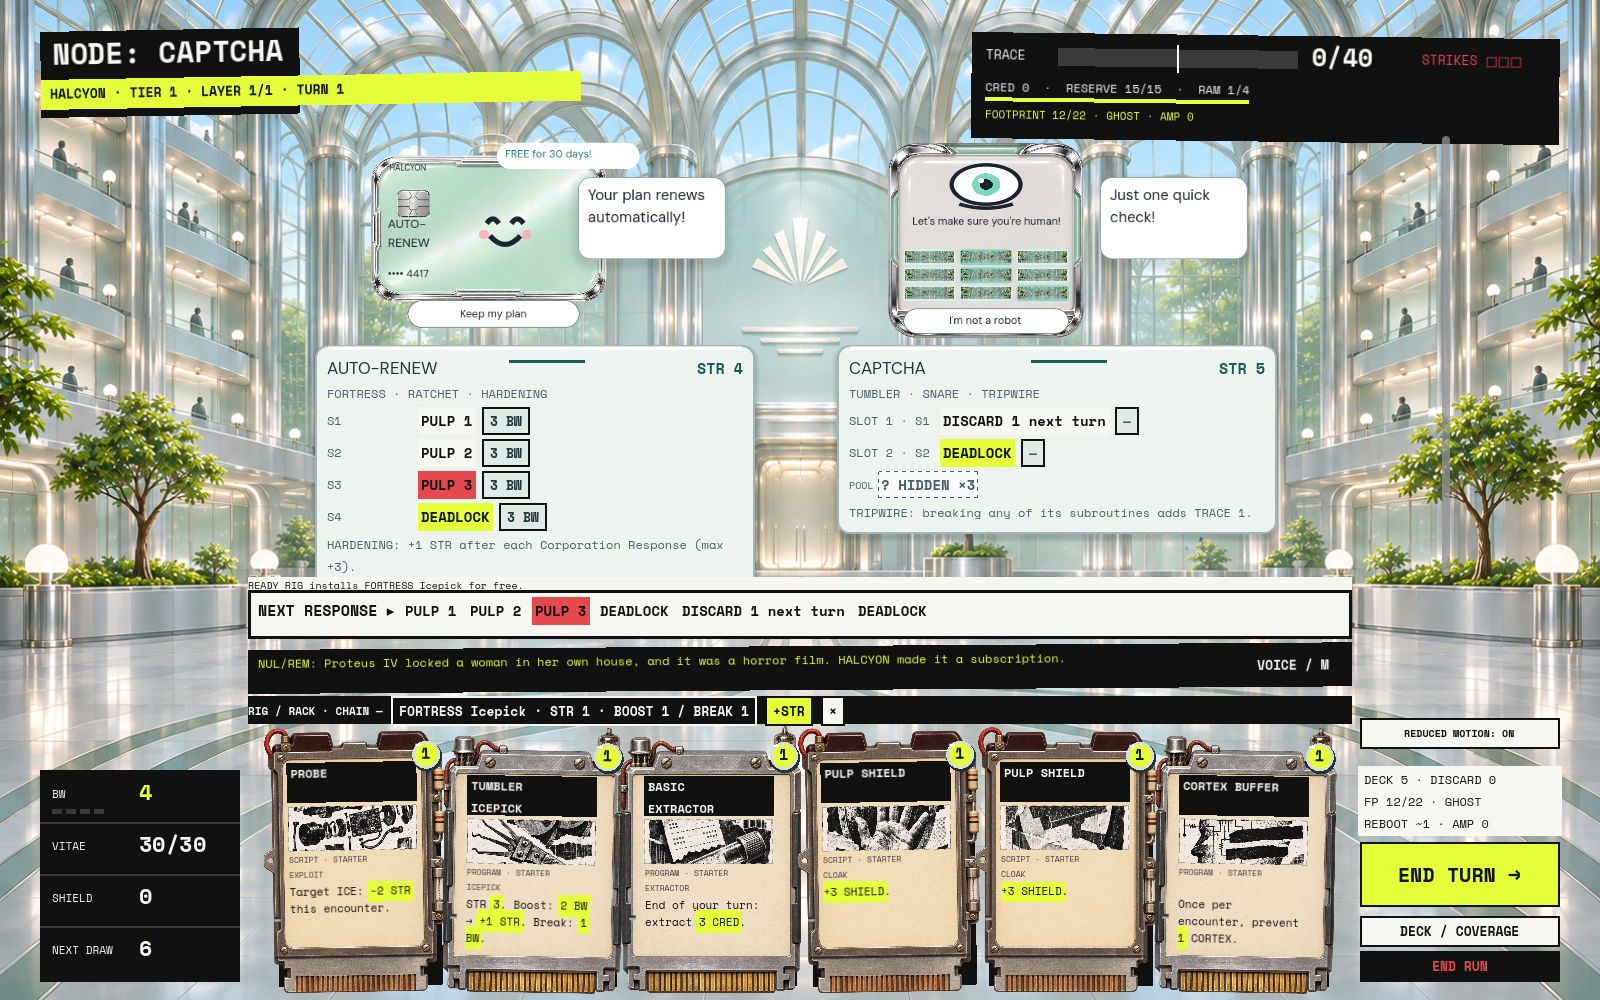 NODE: CAPTCHA
HALCYON · TIER 1 · LAYER 1/1 · TURN 1
TRACE 0/40 STRIKES □□□
CRED 0 · RESERVE 15/15 · RAM 1/4
FOOTPRINT 12/22 · GHOST · AMP 0
HALCYON
FREE for 30 days!
AUTO-
RENEW
•••• 4417
Keep my plan
Your plan renews
automatically!
Let's make sure you're human!
I'm not a robot
Just one quick
check!
AUTO-RENEW STR 4
FORTRESS · RATCHET · HARDENING
S1 PULP 1 3 BW
S2 PULP 2 3 BW
S3 PULP 3 3 BW
S4 DEADLOCK 3 BW
HARDENING: +1 STR after each Corporation Response (max
+3).
CAPTCHA STR 5
TUMBLER · SNARE · TRIPWIRE
SLOT 1 · S1 DISCARD 1 next turn —
SLOT 2 · S2 DEADLOCK —
POOL ? HIDDEN ×3
TRIPWIRE: breaking any of its subroutines adds TRACE 1.
READY RIG installs FORTRESS Icepick for free.
NEXT RESPONSE ▸ PULP 1 PULP 2 PULP 3 DEADLOCK DISCARD 1 next turn DEADLOCK
NUL/REM: Proteus IV locked a woman in her own house, and it was a horror film. HALCYON made it a subscription.
VOICE / M
RIG / RACK · CHAIN — FORTRESS Icepick · STR 1 · BOOST 1 / BREAK 1 +STR ×
BW 4
VITAE 30/30
SHIELD 0
NEXT DRAW 6
1
PROBE
SCRIPT · STARTER
EXPLOIT
Target ICE: -2 STR
this encounter.
1
TUMBLER
ICEPICK
PROGRAM · STARTER
ICEPICK
STR 3. Boost: 2 BW
→ +1 STR. Break: 1
BW.
1
BASIC
EXTRACTOR
PROGRAM · STARTER
EXTRACTOR
End of your turn:
extract 3 CRED.
1
PULP SHIELD
SCRIPT · STARTER
CLOAK
+3 SHIELD.
1
PULP SHIELD
SCRIPT · STARTER
CLOAK
+3 SHIELD.
1
CORTEX BUFFER
PROGRAM · STARTER
Once per
encounter, prevent
1 CORTEX.
REDUCED MOTION: ON
DECK 5 · DISCARD 0
FP 12/22 · GHOST
REBOOT ~1 · AMP 0
END TURN →
DECK / COVERAGE
END RUN